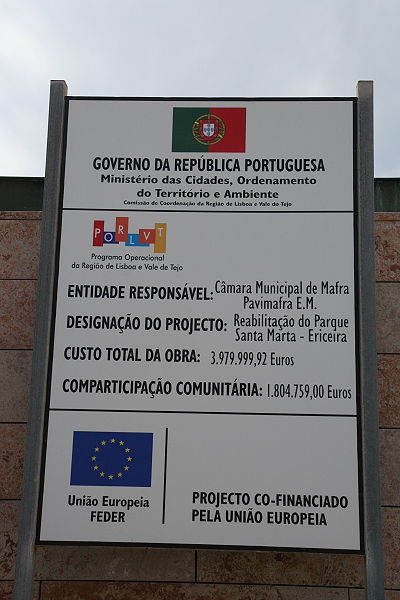 GOVERNO DA REPÚBLICA PORTUGUESA
Ministério das Cidades, Ordenamento
do Território e Ambiente
Comissão de Coordenação da Região de Lisboa e Vale do Tejo
PORLVT
Programa Operacional
da Região de Lisboa e Vale do Tejo
ENTIDADE RESPONSÁVEL: Câmara Municipal de Mafra
Pavimafra E.M.
DESIGNAÇÃO DO PROJECTO: Reabilitação do Parque
Santa Marta - Ericeira
CUSTO TOTAL DA OBRA: 3.979.999,92 Euros
COMPARTICIPAÇÃO COMUNITÁRIA: 1.804.759,00 Euros
União Europeia
FEDER
PROJECTO CO-FINANCIADO
PELA UNIÃO EUROPEIA